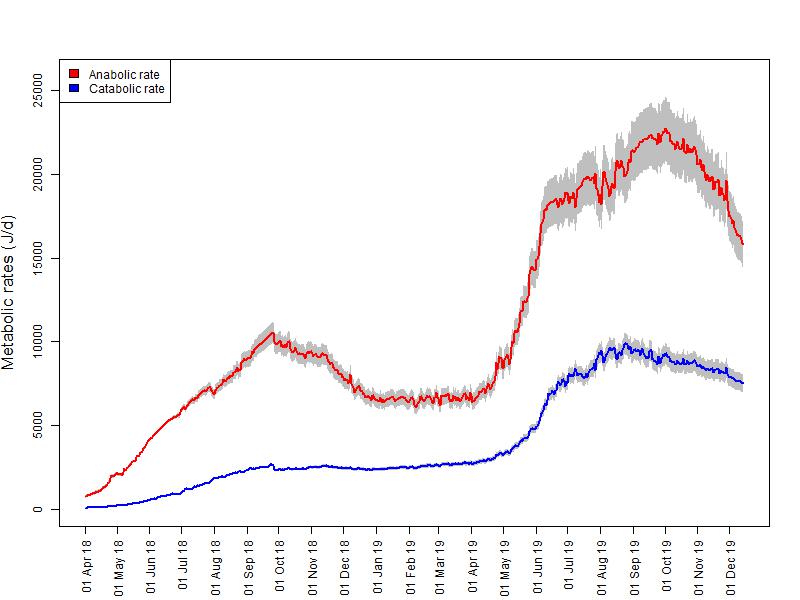 Anabolic rate
Catabolic rate
Metabolic rates (J/d)
25000
20000
15000
10000
5000
0
01 Apr 18
01 May 18
01 Jun 18
01 Jul 18
01 Aug 18
01 Sep 18
01 Oct 18
01 Nov 18
01 Dec 18
01 Jan 19
01 Feb 19
01 Mar 19
01 Apr 19
01 May 19
01 Jun 19
01 Jul 19
01 Aug 19
01 Sep 19
01 Oct 19
01 Nov 19
01 Dec 19